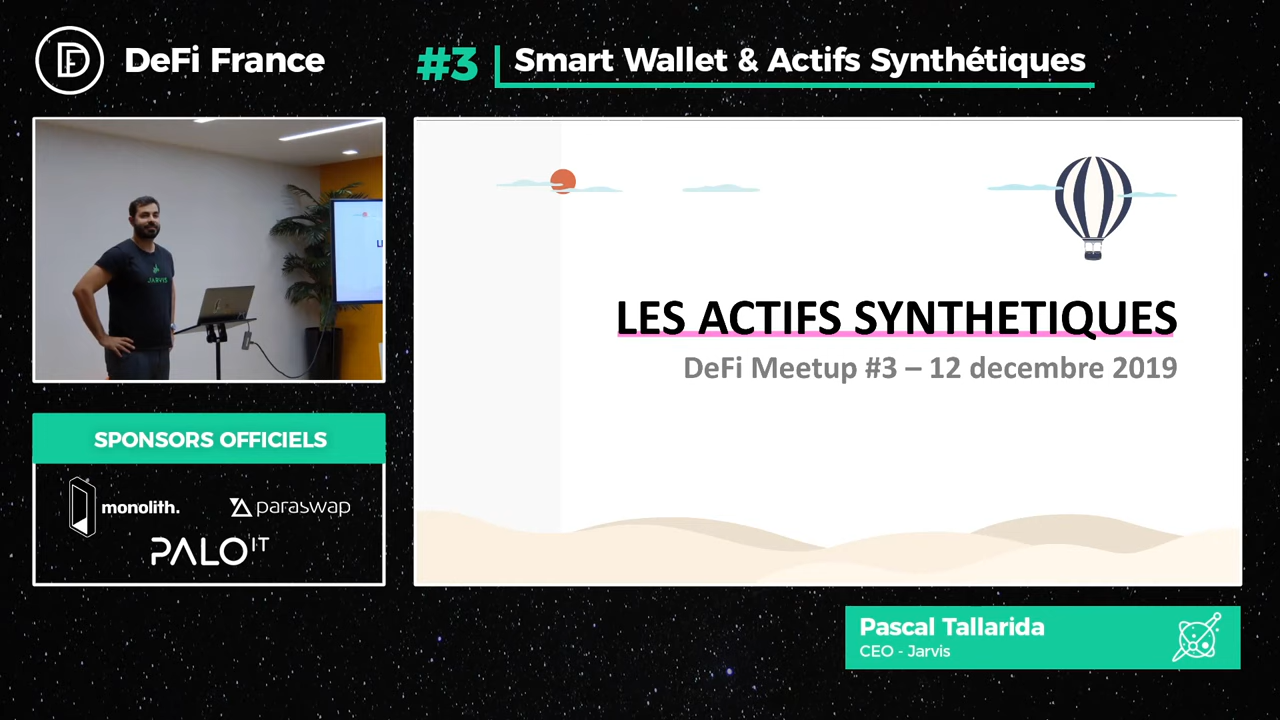 DeFi France
#3
Smart Wallet & Actifs Synthétiques
JARVIS
SPONSORS OFFICIELS
monolith.
paraswap
PALO IT
LES ACTIFS SYNTHETIQUES
DeFi Meetup #3 – 12 decembre 2019
Pascal Tallarida
CEO - Jarvis